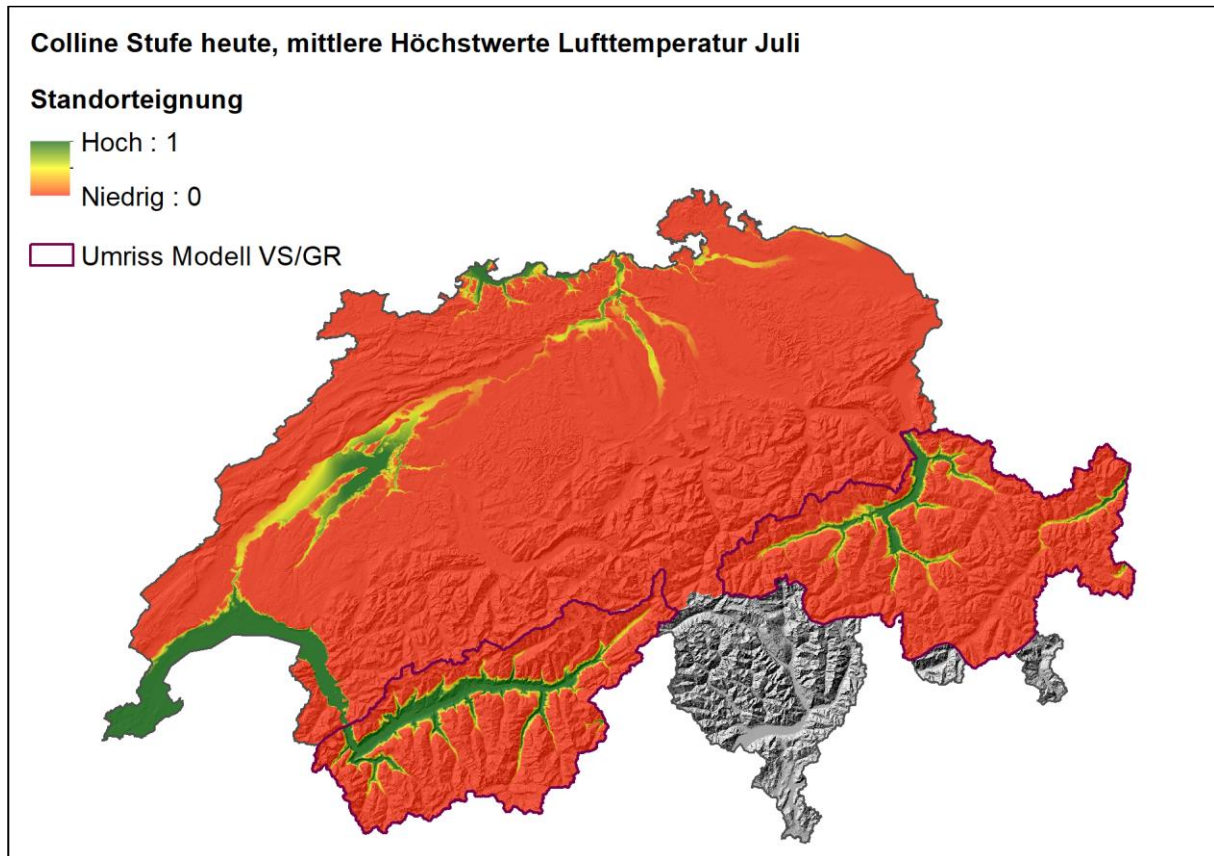 Colline Stufe heute, mittlere Höchstwerte Lufttemperatur Juli
Standorteignung
Hoch : 1
Niedrig : 0
Umriss Modell VS/GR